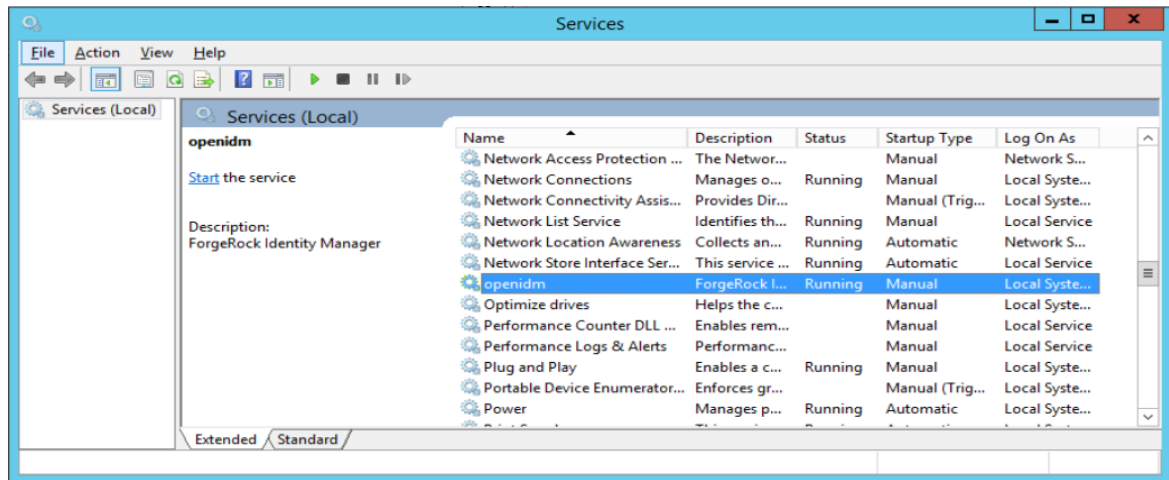 Services
File Action View Help
Services (Local)
Services (Local)
openidm
Start the service
Description:
ForgeRock Identity Manager
Name Description Status Startup Type Log On As
Network Access Protection ... The Networ... Manual Network S...
Network Connections Manages o... Running Manual Local Syste...
Network Connectivity Assis... Provides Dir... Manual (Trig... Local Syste...
Network List Service Identifies th... Running Manual Local Service
Network Location Awareness Collects an... Running Automatic Network S...
Network Store Interface Ser... This service ... Running Automatic Local Service
openidm ForgeRock I... Running Manual Local Syste...
Optimize drives Helps the c... Manual Local Syste...
Performance Counter DLL ... Enables rem... Manual Local Service
Performance Logs & Alerts Performanc... Manual Local Service
Plug and Play Enables a c... Running Manual Local Syste...
Portable Device Enumerator... Enforces gr... Manual (Trig... Local Syste...
Power Manages p... Running Automatic Local Syste...
Extended Standard